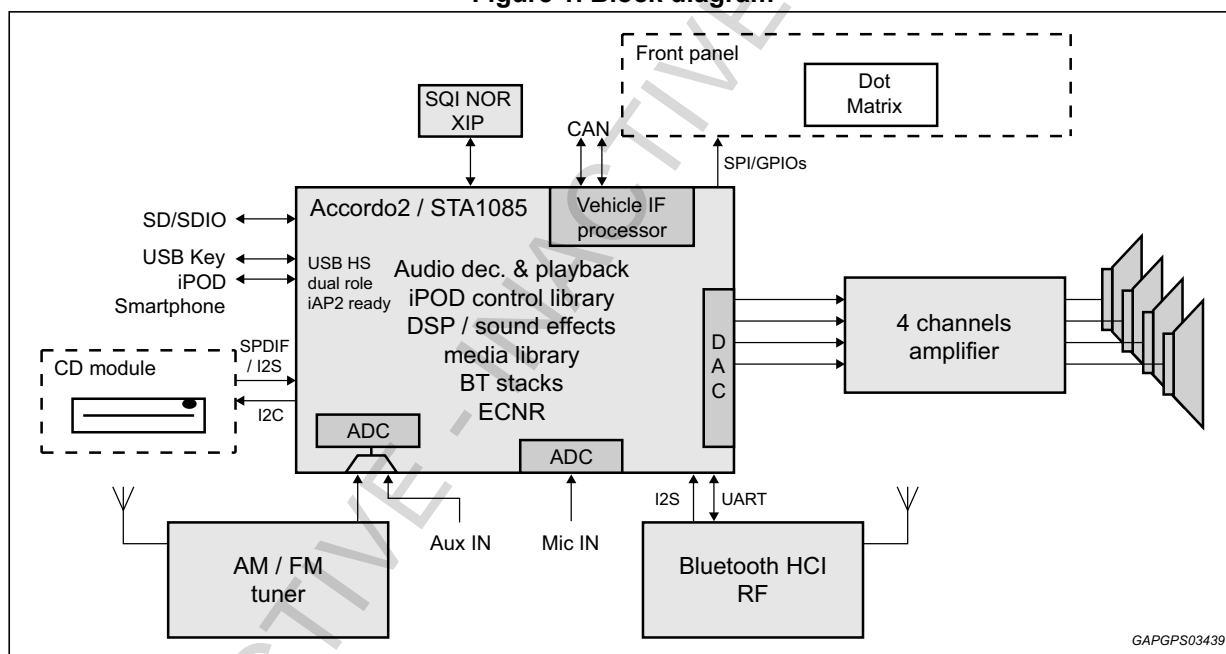 Figure 1. Block diagram
Front panel
Dot
Matrix
SQI NOR
XIP
CAN
SPI/GPIOs
Accordo2 / STA1085
Vehicle IF
processor
SD/SDIO
USB Key
iPOD
Smartphone
USB HS
dual role
iAP2 ready
Audio dec. & playback
iPOD control library
DSP / sound effects
media library
BT stacks
ECNR
D
A
C
4 channels
amplifier
CD module
SPDIF
/ I2S
I2C
ADC
ADC
I2S
UART
Aux IN
Mic IN
AM / FM
tuner
Bluetooth HCI
RF
GAPGPS03439
CTIVE - INACTIVE